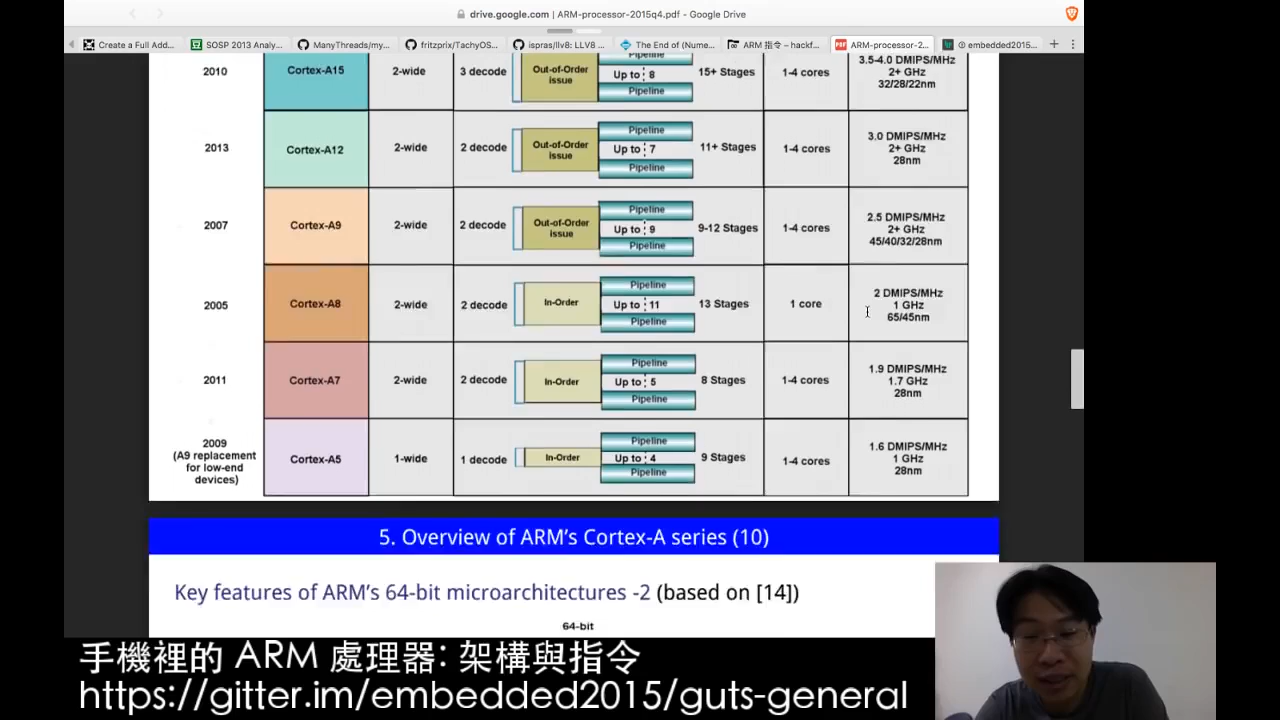 drive.google.com | ARM-processor-2015q4.pdf - Google Drive
Create a Full Add...
SOSP 2013 Analy...
ManyThreads/my...
fritzprix/TachyOS...
ispras/llv8: LLV8 ...
The End of (Nume...
ARM 指令 – hackf...
ARM-processor-2...
embedded2015...
2010 Cortex-A15 2-wide 3 decode Out-of-Order issue Pipeline Up to 8 Pipeline 15+ Stages 1-4 cores 3.5-4.0 DMIPS/MHz 2+ GHz 32/28/22nm
2013 Cortex-A12 2-wide 2 decode Out-of-Order issue Pipeline Up to 7 Pipeline 11+ Stages 1-4 cores 3.0 DMIPS/MHz 2+ GHz 28nm
2007 Cortex-A9 2-wide 2 decode Out-of-Order issue Pipeline Up to 9 Pipeline 9-12 Stages 1-4 cores 2.5 DMIPS/MHz 2+ GHz 45/40/32/28nm
2005 Cortex-A8 2-wide 2 decode In-Order Pipeline Up to 11 Pipeline 13 Stages 1 core 2 DMIPS/MHz 1 GHz 65/45nm
2011 Cortex-A7 2-wide 2 decode In-Order Pipeline Up to 5 Pipeline 8 Stages 1-4 cores 1.9 DMIPS/MHz 1.7 GHz 28nm
2009 (A9 replacement for low-end devices) Cortex-A5 1-wide 1 decode In-Order Pipeline Up to 4 Pipeline 9 Stages 1-4 cores 1.6 DMIPS/MHz 1 GHz 28nm
5. Overview of ARM's Cortex-A series (10)
Key features of ARM's 64-bit microarchitectures -2 (based on [14])
64-bit
手機裡的 ARM 處理器: 架構與指令
https://gitter.im/embedded2015/guts-general